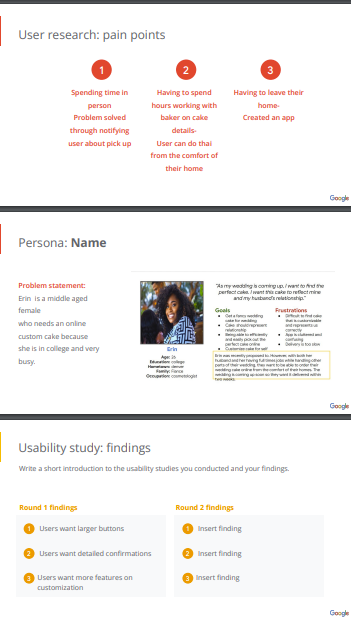 User research: pain points
1
Spending time in
person
Problem solved
through notifying
user about pick up
2
Having to spend
hours working with
baker on cake
details-
User can do thai
from the comfort of
their home
3
Having to leave their
home-
Created an app
Google
Persona: Name
Problem statement:
Erin is a middle aged
female
who needs an online
custom cake because
she is in college and very
busy.
Erin
Age: 26
Education: college
Hometown: denver
Family: Fiance
Occupation: cosmetologist
"As my wedding is coming up, I want to find the
perfect cake. I want this cake to reflect mine
and my husband's relationship."
Goals
Get a fance wedding
cake for wedding
Cake should represent
relationship
Being able to efficiently
and easily pick out the
perfect cake online
Customize cake for self
Frustrations
Difficult to find cake
that is customizable
and represents us
correctly
App is cluttered and
confusing
Delivery is too slow
Erin was recently proposed to. However, with both her
husband and her having full times jobs while handling other
parts of their wedding, they want to be able to order their
wedding cake online from the comfort of their homes. The
wedding is coming up soon so they want it delivered within
two weeks
Google
Usability study: findings
Write a short introduction to the usability studies you conducted and your findings.
Round 1 findings
1 Users want larger buttons
2 Users want detailed confirmations
3 Users want more features on
customization
Round 2 findings
1 Insert finding
2 Insert finding
3 Insert finding
Google